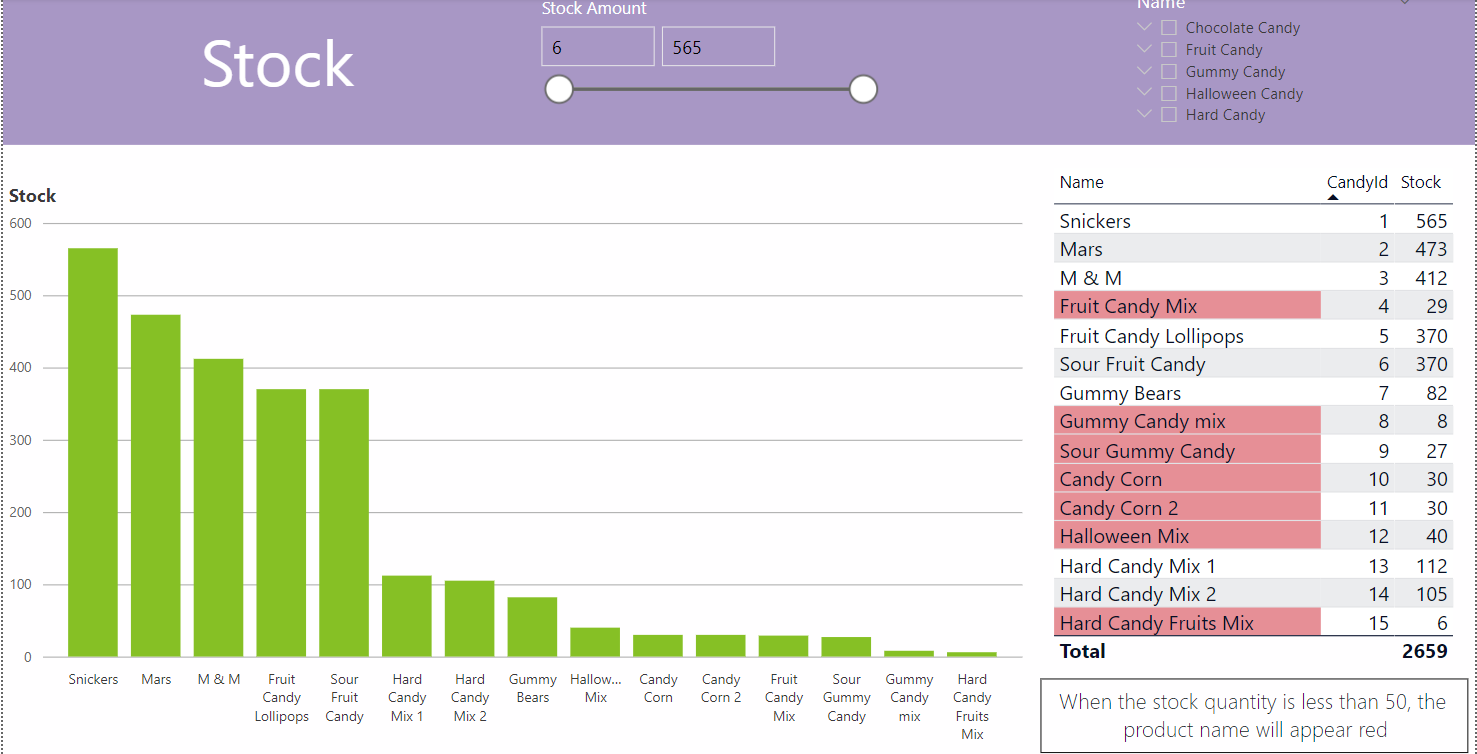 Stock
Stock Amount
6 565
Name
Chocolate Candy
Fruit Candy
Gummy Candy
Halloween Candy
Hard Candy
Stock
600
500
400
300
200
100
0
Snickers
Mars
M & M
Fruit
Candy
Lollipops
Sour
Fruit
Candy
Hard
Candy
Mix 1
Hard
Candy
Mix 2
Gummy
Bears
Hallow...
Mix
Candy
Corn
Candy
Corn 2
Fruit
Candy
Mix
Sour
Gummy
Candy
Gummy
Candy
mix
Hard
Candy
Fruits
Mix
Name CandyId Stock
Snickers 1 565
Mars 2 473
M & M 3 412
Fruit Candy Mix 4 29
Fruit Candy Lollipops 5 370
Sour Fruit Candy 6 370
Gummy Bears 7 82
Gummy Candy mix 8 8
Sour Gummy Candy 9 27
Candy Corn 10 30
Candy Corn 2 11 30
Halloween Mix 12 40
Hard Candy Mix 1 13 112
Hard Candy Mix 2 14 105
Hard Candy Fruits Mix 15 6
Total 2659
When the stock quantity is less than 50, the
product name will appear red